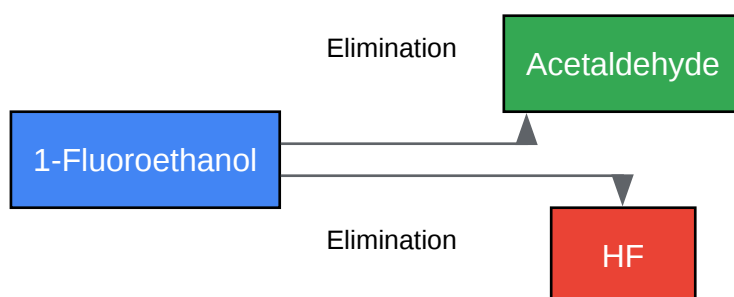 Elimination
Acetaldehyde
1-Fluoroethanol
Elimination
HF